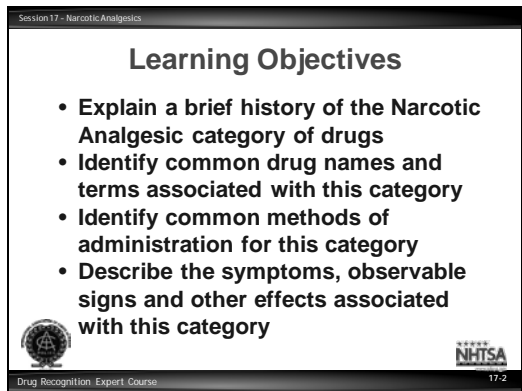 Session 17 - Narcotic Analgesics
Learning Objectives
• Explain a brief history of the Narcotic
Analgesic category of drugs
• Identify common drug names and
terms associated with this category
• Identify common methods of
administration for this category
• Describe the symptoms, observable
signs and other effects associated
with this category
NHTSA
Drug Recognition Expert Course
17-2